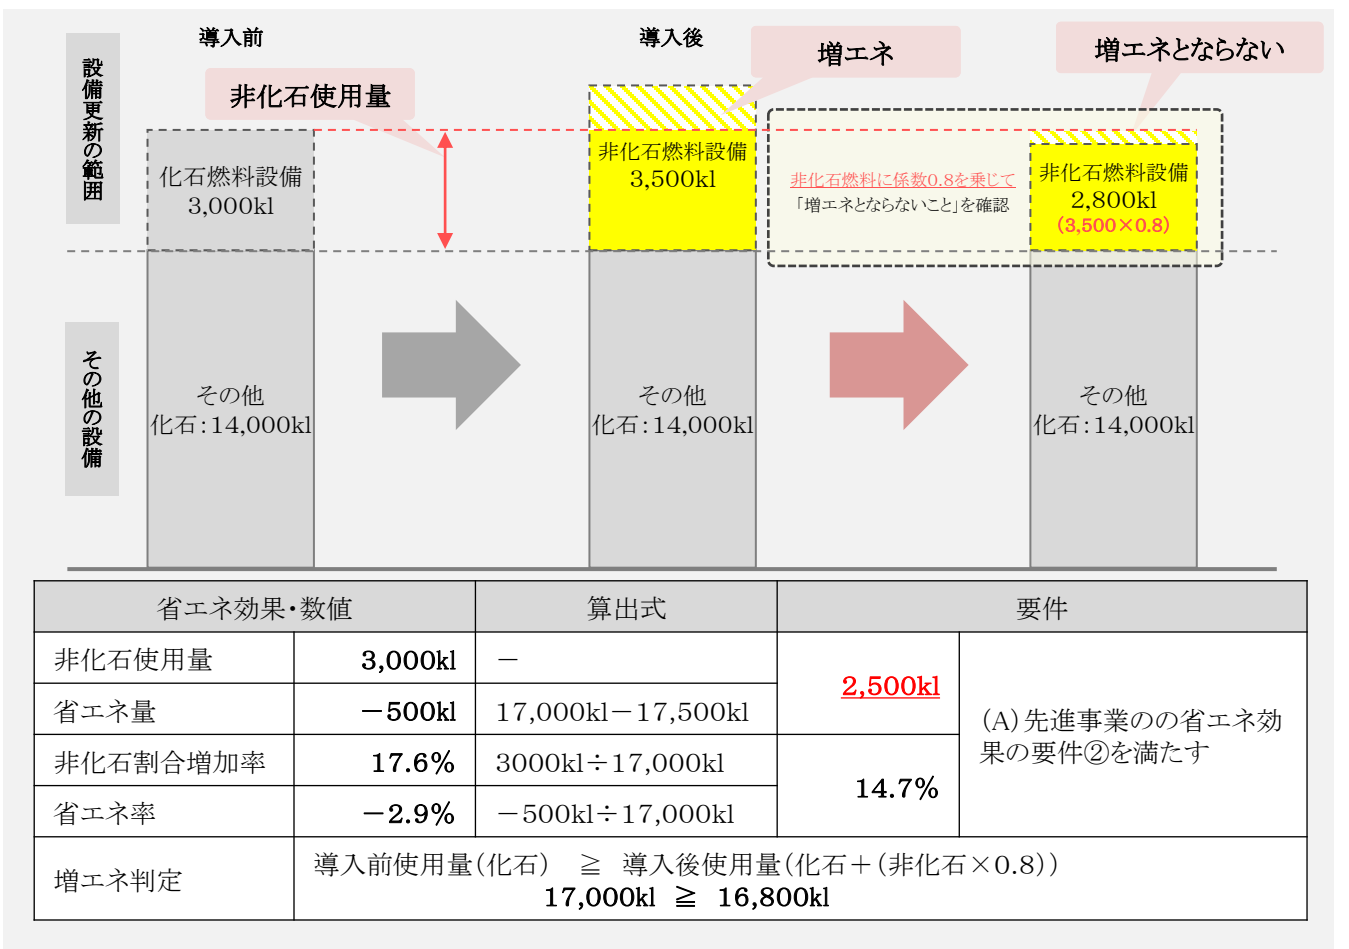 導入前
導入後
増エネ
増エネとならない
設備更新の範囲
非化石使用量
化石燃料設備
3,000kl
非化石燃料設備
3,500kl
非化石燃料に係数0.8を乗じて
「増エネとならないこと」を確認
非化石燃料設備
2,800kl
(3,500×0.8)
その他の設備
その他
化石:14,000kl
その他
化石:14,000kl
その他
化石:14,000kl
省エネ効果・数値 算出式 要件
非化石使用量 3,000kl －
2,500kl
省エネ量 －500kl 17,000kl－17,500kl
(A)先進事業のの省エネ効
果の要件②を満たす
非化石割合増加率 17.6% 3000kl÷17,000kl
14.7%
省エネ率 －2.9% －500kl÷17,000kl
増エネ判定
導入前使用量(化石) ≧ 導入後使用量(化石＋(非化石×0.8))
17,000kl ≧ 16,800kl